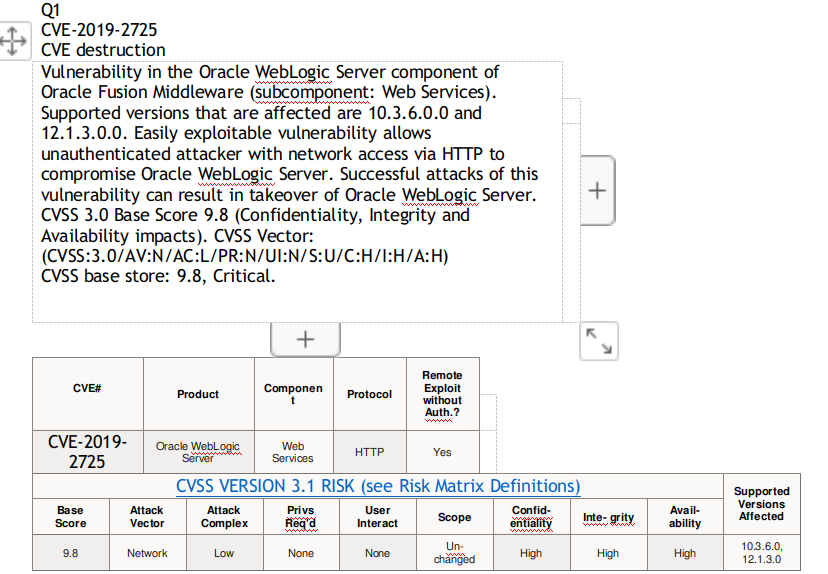 Q1
CVE-2019-2725
CVE destruction
Vulnerability in the Oracle WebLogic Server component of
Oracle Fusion Middleware (subcomponent: Web Services).
Supported versions that are affected are 10.3.6.0.0 and
12.1.3.0.0. Easily exploitable vulnerability allows
unauthenticated attacker with network access via HTTP to
compromise Oracle WebLogic Server. Successful attacks of this
vulnerability can result in takeover of Oracle WebLogic Server.
CVSS 3.0 Base Score 9.8 (Confidentiality, Integrity and
Availability impacts). CVSS Vector:
(CVSS:3.0/AV:N/AC:L/PR:N/UI:N/S:U/C:H/I:H/A:H)
CVSS base store: 9.8, Critical.
CVE#
Product
Componen
t
Protocol
Remote
Exploit
without
Auth.?
CVE-2019-
2725
Oracle WebLogic
Server
Web
Services
HTTP
Yes
CVSS VERSION 3.1 RISK (see Risk Matrix Definitions)
Supported
Versions
Affected
Base
Score
Attack
Vector
Attack
Complex
Privs
Req'd
User
Interact
Scope
Confid-
entiality
Inte- grity
Avail-
ability
9.8
Network
Low
None
None
Un-
changed
High
High
High
10.3.6.0,
12.1.3.0